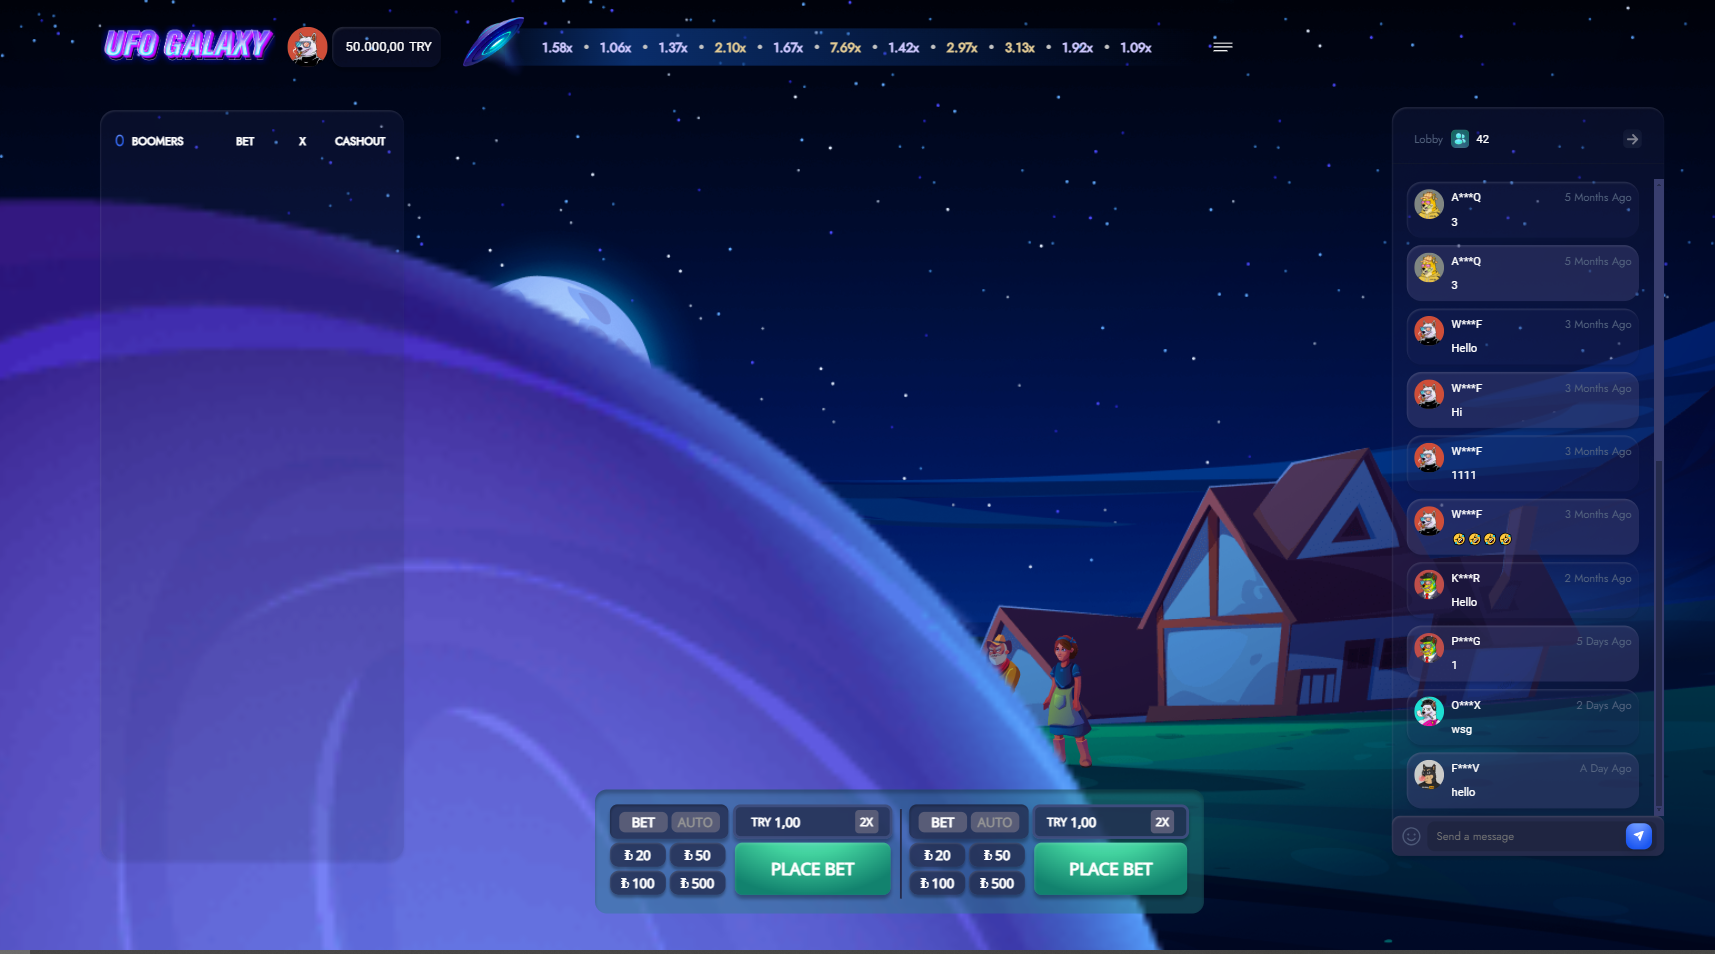 UFO GALAXY
50.000,00 TRY
1.58x • 1.06x • 1.37x • 2.10x • 1.67x • 7.69x • 1.42x • 2.97x • 3.13x • 1.92x • 1.09x
0 BOOMERS BET X CASHOUT
Lobby 42
A***Q 5 Months Ago
3
A***Q 5 Months Ago
3
W***F 3 Months Ago
Hello
W***F 3 Months Ago
Hi
W***F 3 Months Ago
1111
W***F 3 Months Ago
🤣🤣🤣🤣
K***R 2 Months Ago
Hello
P***G 5 Days Ago
1
O***X 2 Days Ago
wsg
F***V A Day Ago
hello
Send a message
BET AUTO TRY 1,00 2X
₺ 20 ₺ 50
₺ 100 ₺ 500
PLACE BET
BET AUTO TRY 1,00 2X
₺ 20 ₺ 50
₺ 100 ₺ 500
PLACE BET